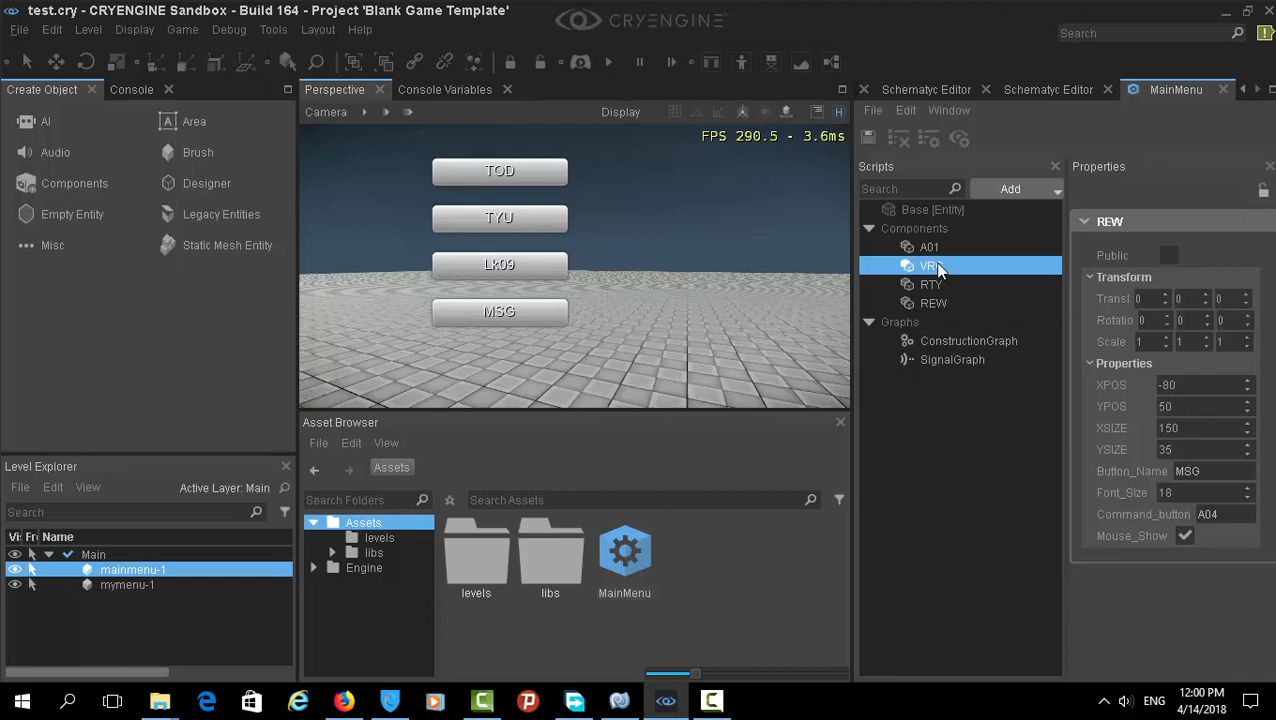 test.cry - CRYENGINE Sandbox - Build 164 - Project 'Blank Game Template'
CRYENGINE
File Edit Level Display Game Debug Tools Layout Help
Search
Create Object Console
AI Area
Audio Brush
Components Designer
Empty Entity Legacy Entities
Misc Static Mesh Entity
Perspective Console Variables
Camera Display
FPS 290.5 - 3.6ms
TOD
TYU
Lk09
MSG
Schematyc Editor Schematyc Editor MainMenu
File Edit Window
Scripts
Search Add
Base [Entity]
Components
A01
RTY
REW
Graphs
ConstructionGraph
SignalGraph
Properties
REW
Public
Transform
Transl 0 0 0
Rotatio 0 0 0
Scale 1 1 1
Properties
XPOS -80
YPOS 50
XSIZE 150
YSIZE 35
Button_Name MSG
Font_Size 18
Command_button A04
Mouse_Show
Level Explorer
File Edit View Active Layer: Main
Search
Vi Fr Name
Main
mainmenu-1
mymenu-1
Asset Browser
File Edit View
Assets
Search Folders Search Assets
Assets
levels
libs
Engine
levels libs MainMenu
ENG
12:00 PM
4/14/2018